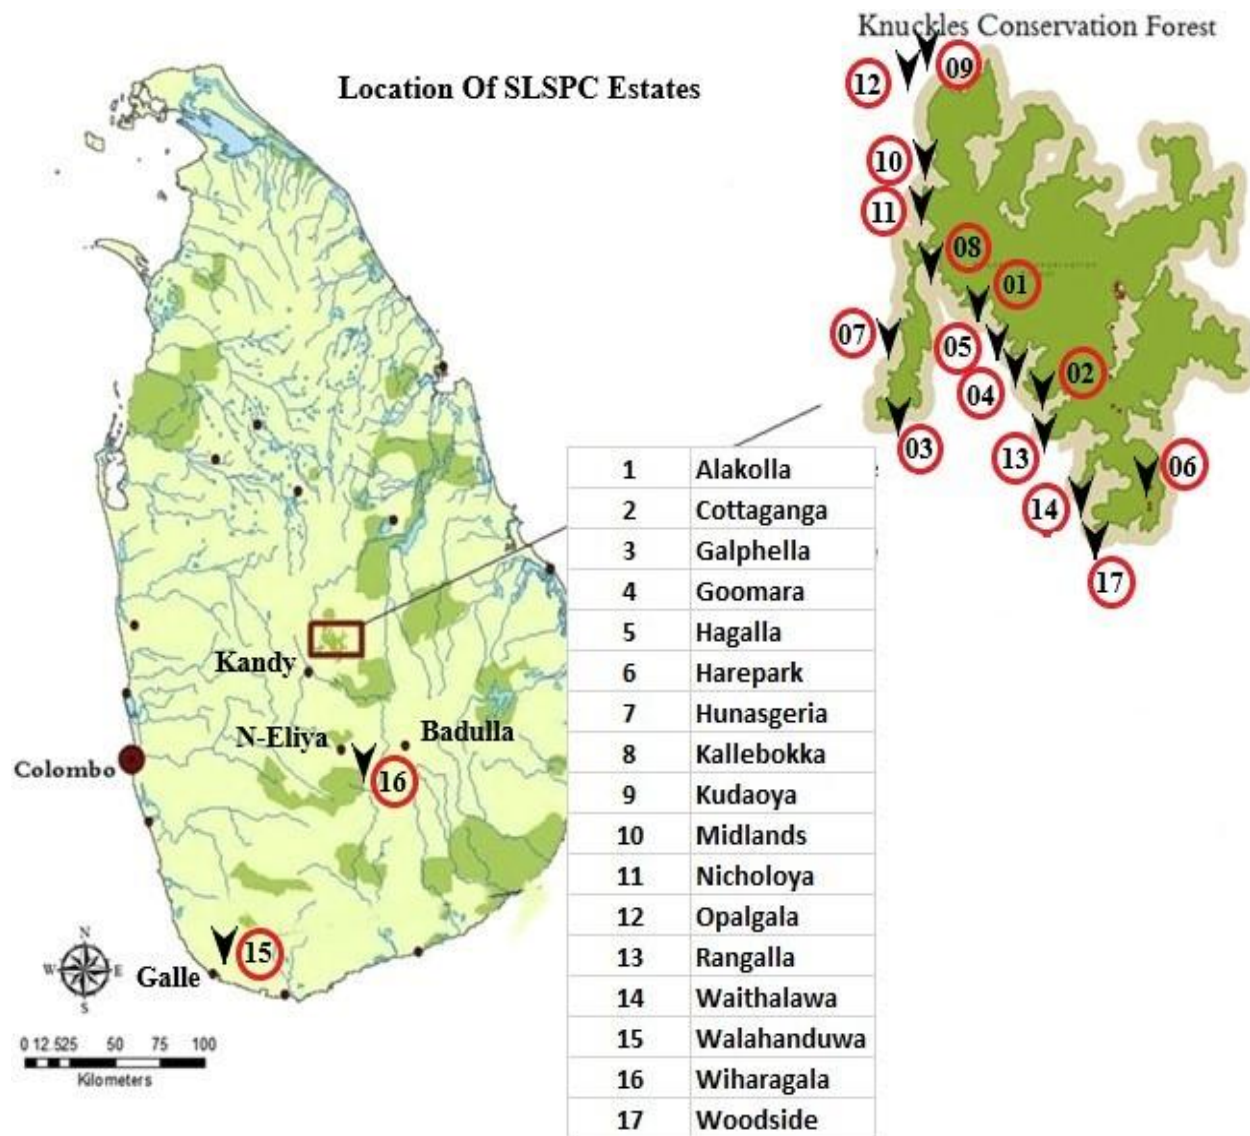 Knuckles Conservation Forest
Location Of SLSPC Estates
09
12
10
11
08
01
07
05
02
04
03
13
06
14
17
1 Alakolla
2 Cottaganga
3 Galphella
4 Goomara
5 Hagalla
6 Harepark
7 Hunasgeria
8 Kallebokka
9 Kudaoya
10 Midlands
11 Nicholoya
12 Opalgala
13 Rangalla
14 Waithalawa
15 Walahanduwa
16 Wiharagala
17 Woodside
Kandy
N-Eliya
Badulla
Colombo
16
15
Galle
N
W E
S
0 12.525 50 75 100
Kilometers